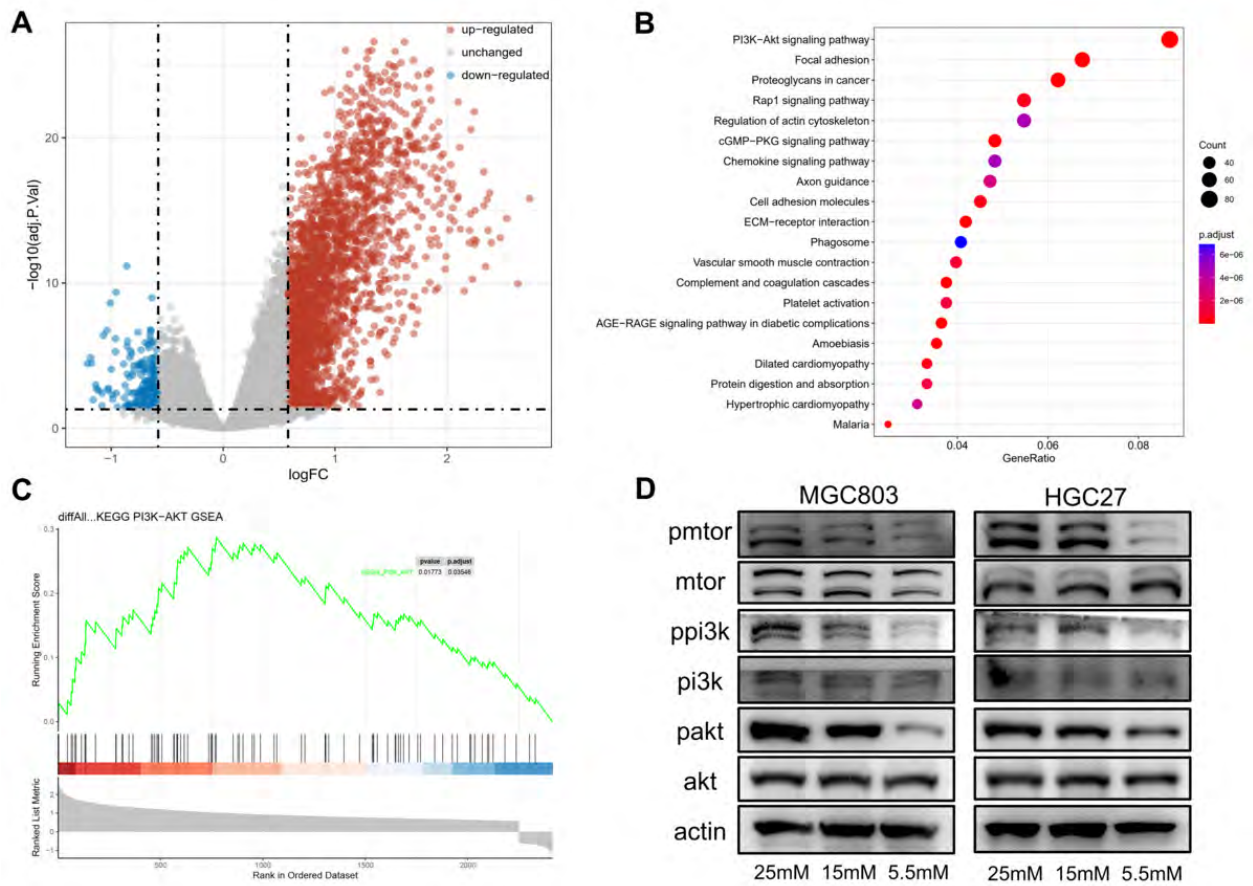 A
up-regulated
unchanged
down-regulated
20
10
0
-log10(adj.P.Val)
−1
0
1
2
logFC
B
PI3K−Akt signaling pathway
Focal adhesion
Proteoglycans in cancer
Rap1 signaling pathway
Regulation of actin cytoskeleton
cGMP−PKG signaling pathway
Chemokine signaling pathway
Axon guidance
Cell adhesion molecules
ECM−receptor interaction
Phagosome
Vascular smooth muscle contraction
Complement and coagulation cascades
Platelet activation
AGE−RAGE signaling pathway in diabetic complications
Amoebiasis
Dilated cardiomyopathy
Protein digestion and absorption
Hypertrophic cardiomyopathy
Malaria
0.04
0.06
0.08
GeneRatio
Count
40
60
80
p.adjust
6e−06
2e−06
C
diffAll...KEGG PI3K−AKT GSEA
0.3
0.2
0.1
0.0
Running Enrichment Score
pvalue p.adjust
KEGG_PI3K_AKT 0.01773 0.03546
2
1
0
−1
Ranked List Metric
500
1000
1500
2000
Rank in Ordered Dataset
D
MGC803
HGC27
pmtor
mtor
ppi3k
pi3k
pakt
akt
actin
25mM 15mM 5.5mM
25mM 15mM 5.5mM